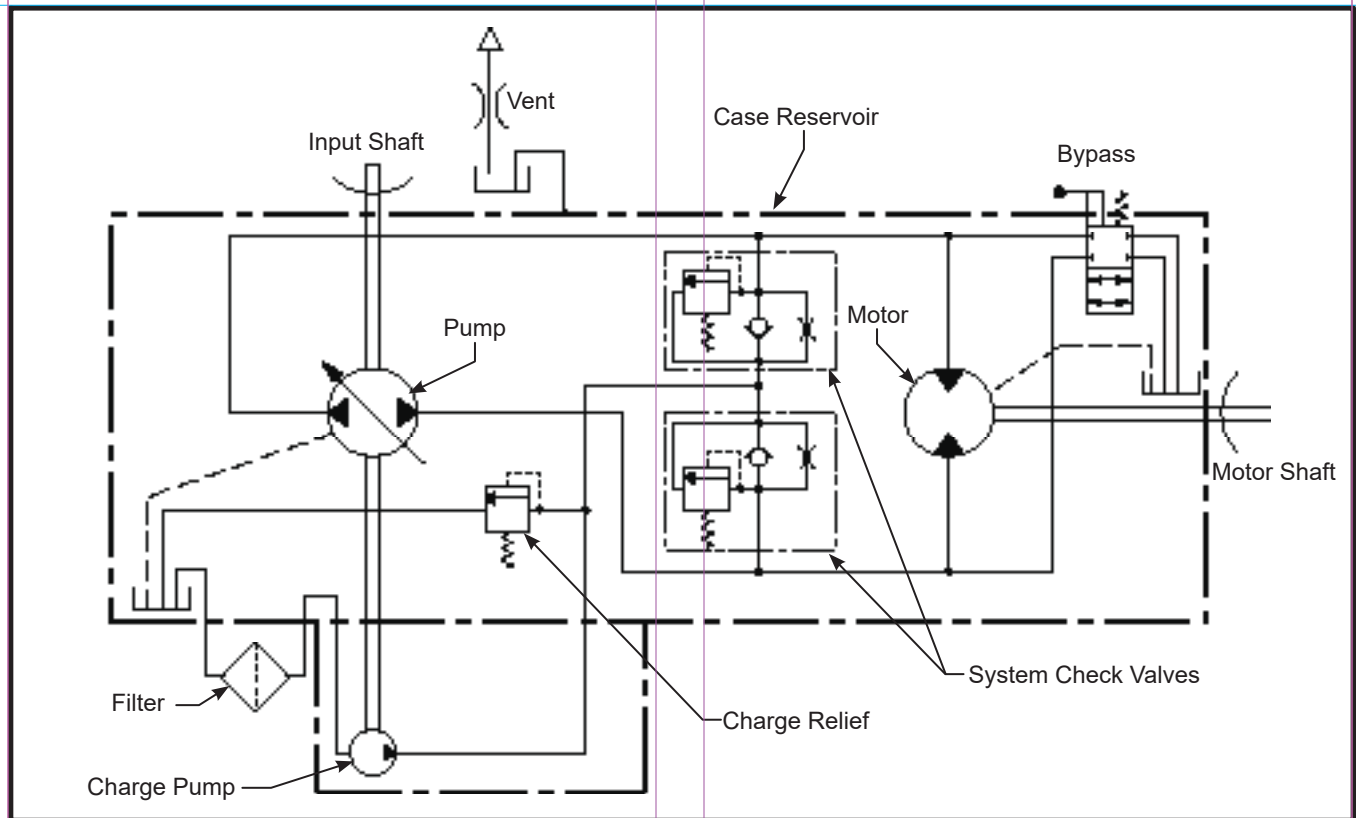 Vent
Case Reservoir
Input Shaft
Bypass
Pump
Motor
Motor Shaft
System Check Valves
Filter
Charge Relief
Charge Pump